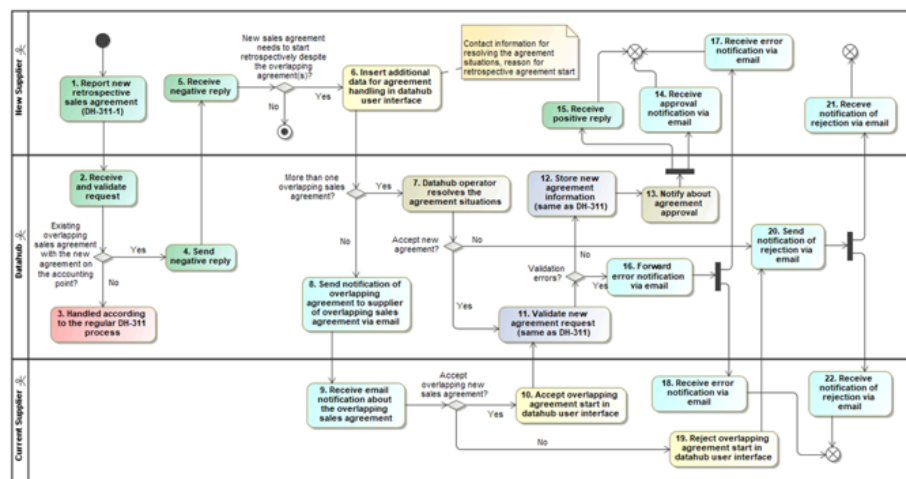 New Supplier
Datahub
Current Supplier
1. Report new
retrospective
sales agreement
(DH-311-1)
5. Receive
negative reply
New sales agreement
needs to start
retrospectively despite
the overlapping
agreement(s)?
No
Yes
6. Insert additional
data for agreement
handling in datahub
user interface
Contact information for
resolving the agreement
situations, reason for
retrospective agreement
start
15. Receive
positive reply
14. Receive
approval
notification via
email
17. Receive error
notification via
email
21. Receve
notification of
rejection via email
2. Receive
and validate
request
Existing
overlapping
sales agreement
with the new
agreement on
the accounting
point?
Yes
No
4. Send
negative reply
3. Handled according
to the regular DH-311
process
More than one
overlapping sales
agreement?
Yes
No
7. Datahub operator
resolves the
agreement situations
Accept new
agreement?
No
Yes
8. Send notification of
overlapping
agreement to supplier
of overlapping sales
agreement via email
12. Store new
agreement
information
(same as DH-311)
13. Notify about
agreement
approval
Validation
errors?
No
Yes
16. Forward
error notification
via email
11. Validate new
agreement request
(same as DH-311)
20. Send
notification of
rejection via
email
9. Receive email
notification about
the overlapping
sales agreement
Accept
overlapping new
sales agreement?
Yes
No
10. Accept overlapping
agreement start in
datahub user interface
18. Receive error
notification via
email
19. Reject overlapping
agreement start in
datahub user interface
22. Receive
notification of
rejection via
email